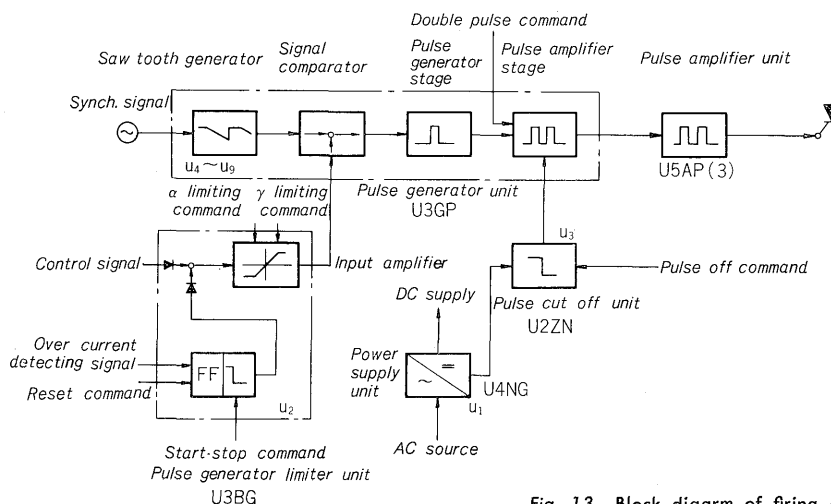 Double pulse command
Saw tooth generator
Signal
comparator
Pulse
generator
stage
Pulse amplifier
stage
Pulse amplifier unit
Synch. signal
u4~u9
U5AP(3)
α limiting
command
γ limiting
command
Pulse generator unit
U3GP
u3
Control signal
Input amplifier
Pulse off command
DC supply
Pulse cut off unit
U2ZN
Over current
detecting signal
FF
Reset command
u2
Power
supply
unit
U4NG
u1
Start-stop command
Pulse generator limiter unit
U3BG
AC source
Fig. 13 Block digarm of firing